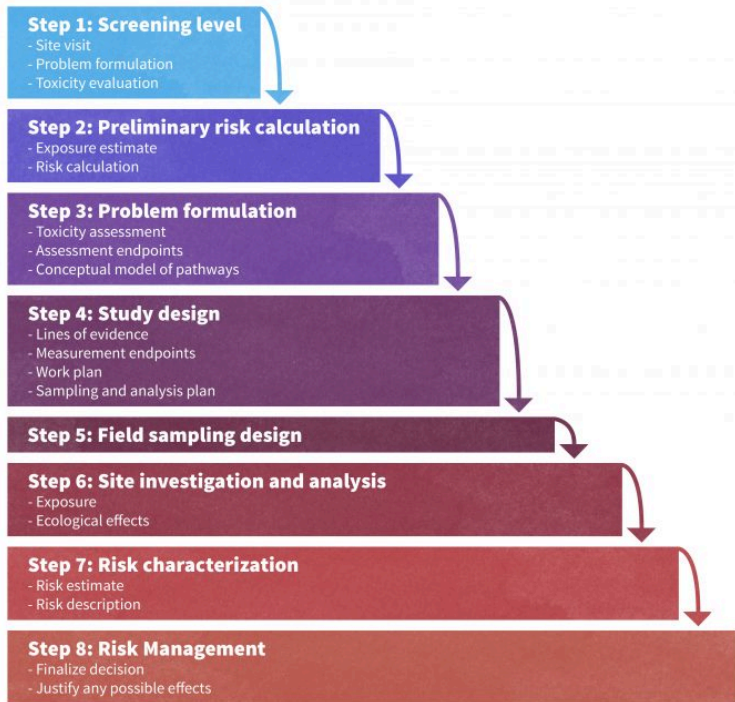 Step 1: Screening level
- Site visit
- Problem formulation
- Toxicity evaluation
Step 2: Preliminary risk calculation
- Exposure estimate
- Risk calculation
Step 3: Problem formulation
- Toxicity assessment
- Assessment endpoints
- Conceptual model of pathways
Step 4: Study design
- Lines of evidence
- Measurement endpoints
- Work plan
- Sampling and analysis plan
Step 5: Field sampling design
Step 6: Site investigation and analysis
- Exposure
- Ecological effects
Step 7: Risk characterization
- Risk estimate
- Risk description
Step 8: Risk Management
- Finalize decision
- Justify any possible effects